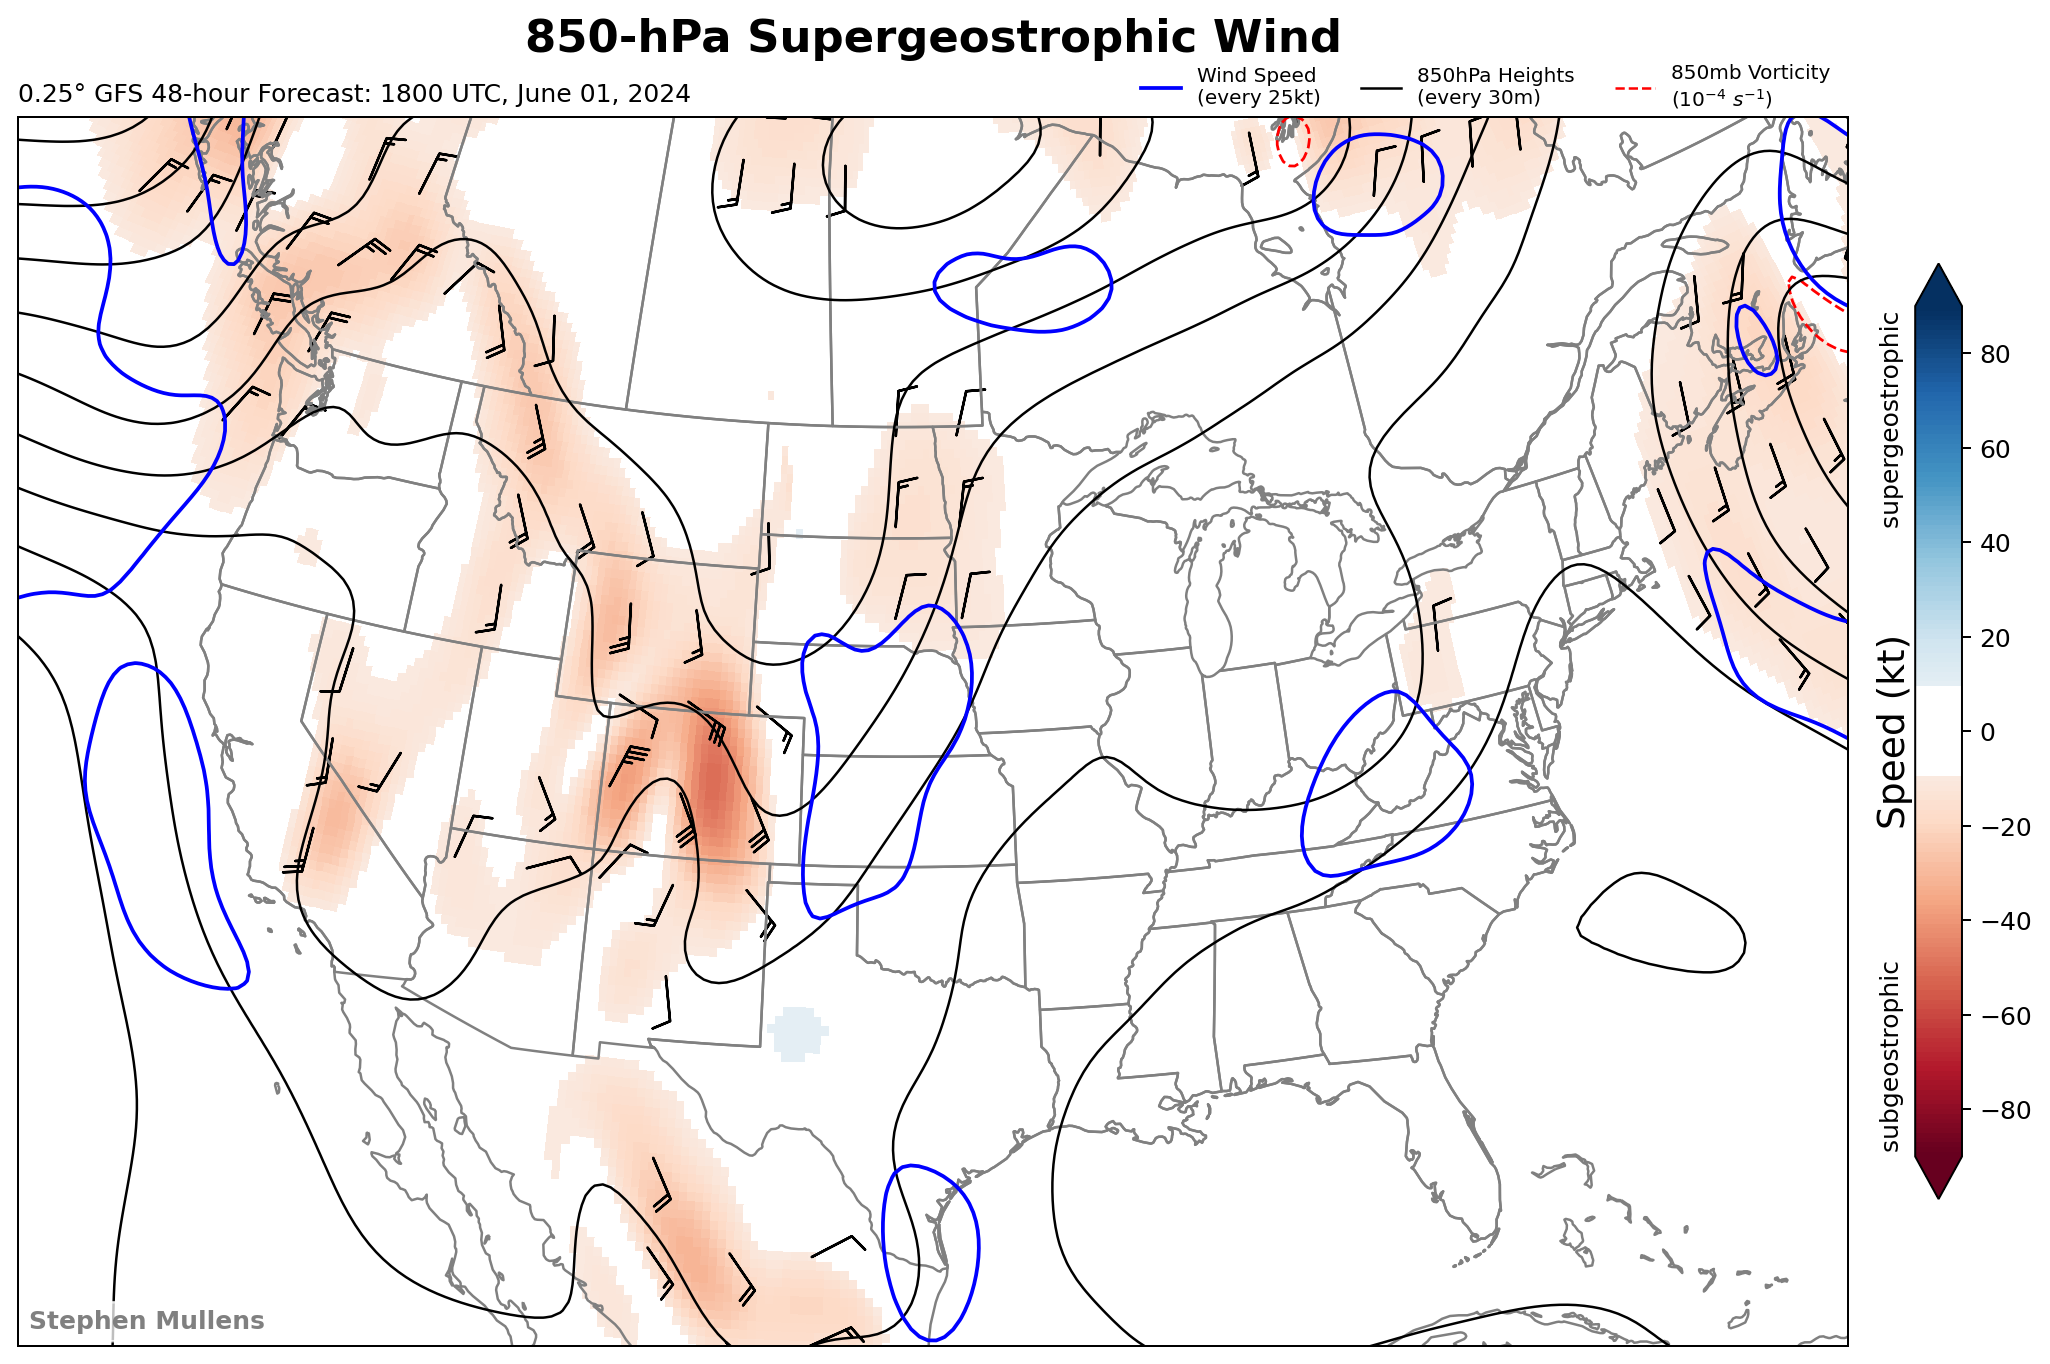 850-hPa Supergeostrophic Wind
0.25° GFS 48-hour Forecast: 1800 UTC, June 01, 2024
Wind Speed
(every 25kt)
850hPa Heights
(every 30m)
850mb Vorticity
(10⁻⁴ s⁻¹)
supergeostrophic
Speed (kt)
subgeostrophic
80
60
40
20
0
−20
−40
−60
−80
Stephen Mullens